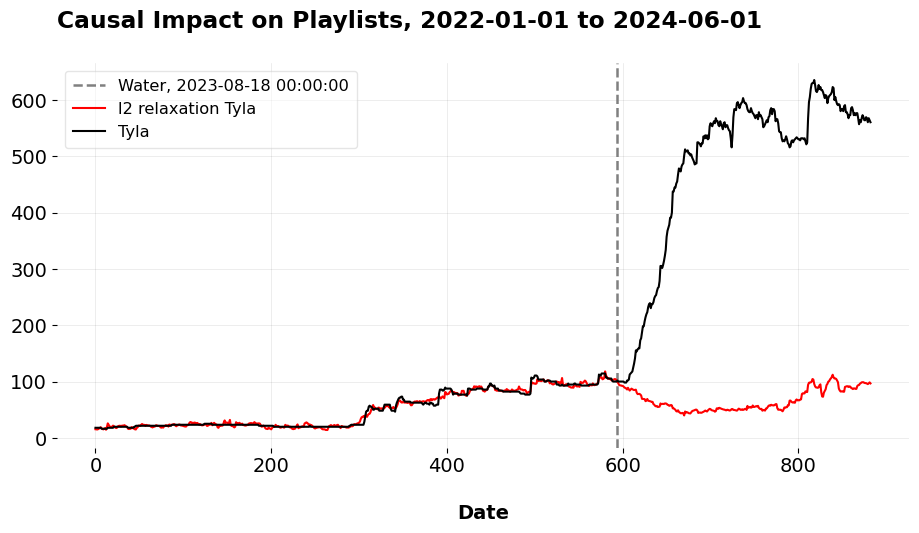 Causal Impact on Playlists, 2022-01-01 to 2024-06-01
Water, 2023-08-18 00:00:00
l2 relaxation Tyla
Tyla
600
500
400
300
200
100
0
0 200 400 600 800
Date